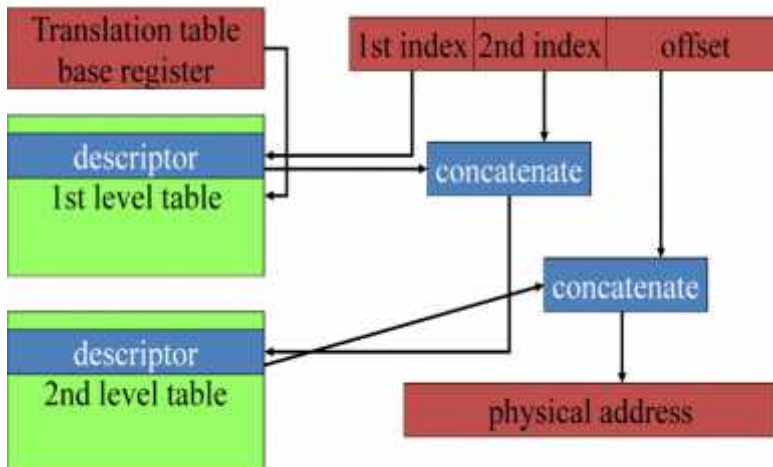 Translation table
base register
1st index 2nd index offset
descriptor
1st level table
concatenate
concatenate
descriptor
2nd level table
physical address